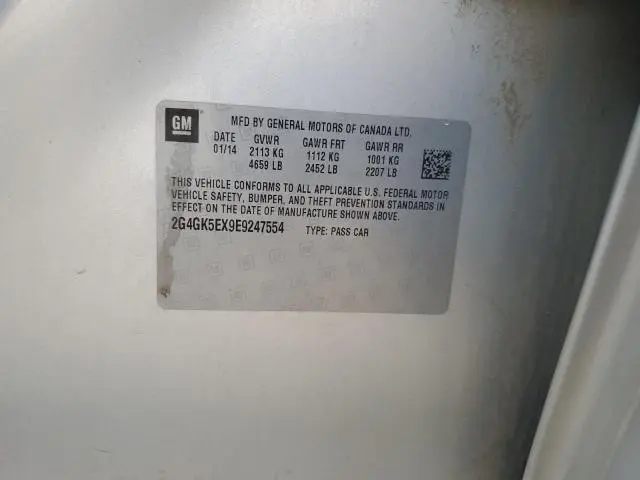 GM
MFD BY GENERAL MOTORS OF CANADA LTD.
DATE GVWR GAWR FRT GAWR RR
01/14 2113 KG 1112 KG 1001 KG
4659 LB 2452 LB 2207 LB
THIS VEHICLE CONFORMS TO ALL APPLICABLE U.S. FEDERAL MOTOR
VEHICLE SAFETY, BUMPER, AND THEFT PREVENTION STANDARDS IN
EFFECT ON THE DATE OF MANUFACTURE SHOWN ABOVE.
2G4GK5EX9E9247554 TYPE: PASS CAR